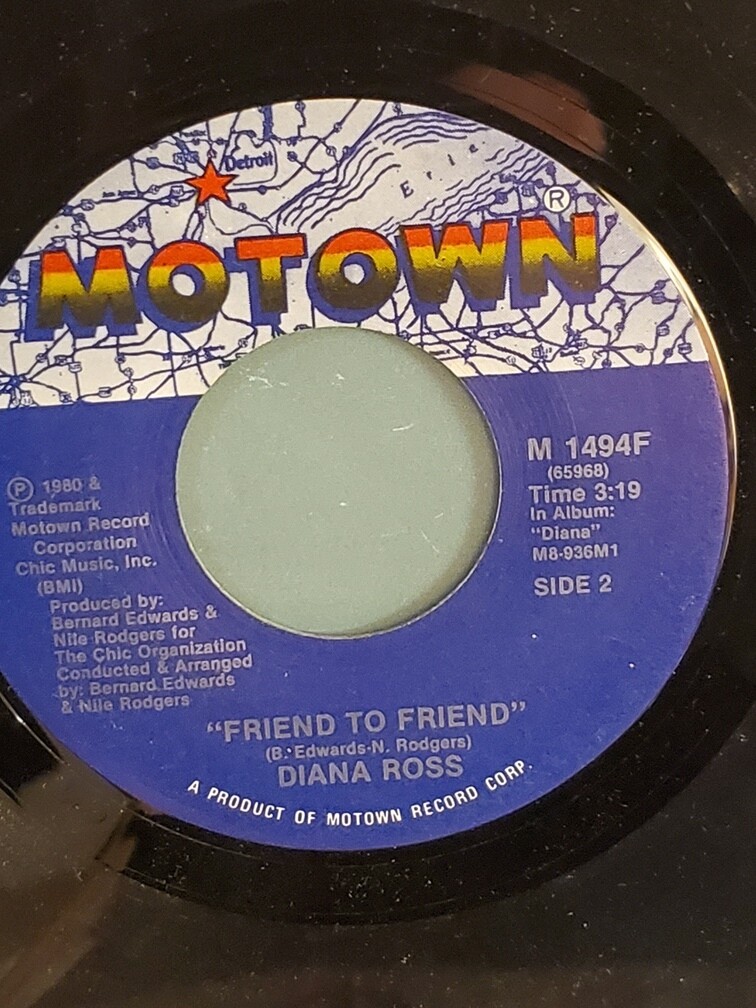 Detroit
Erie
MOTOWN®
M 1494F
(65968)
Time 3:19
In Album:
"Diana"
M8-936M1
SIDE 2
Ⓟ 1980 &
Trademark
Motown Record
Corporation
Chic Music, Inc.
(BMI)
Produced by:
Bernard Edwards &
Nile Rodgers for
The Chic Organization
Conducted & Arranged
by: Bernard Edwards
& Nile Rodgers
"FRIEND TO FRIEND"
(B. Edwards-N. Rodgers)
DIANA ROSS
A PRODUCT OF MOTOWN RECORD CORP.